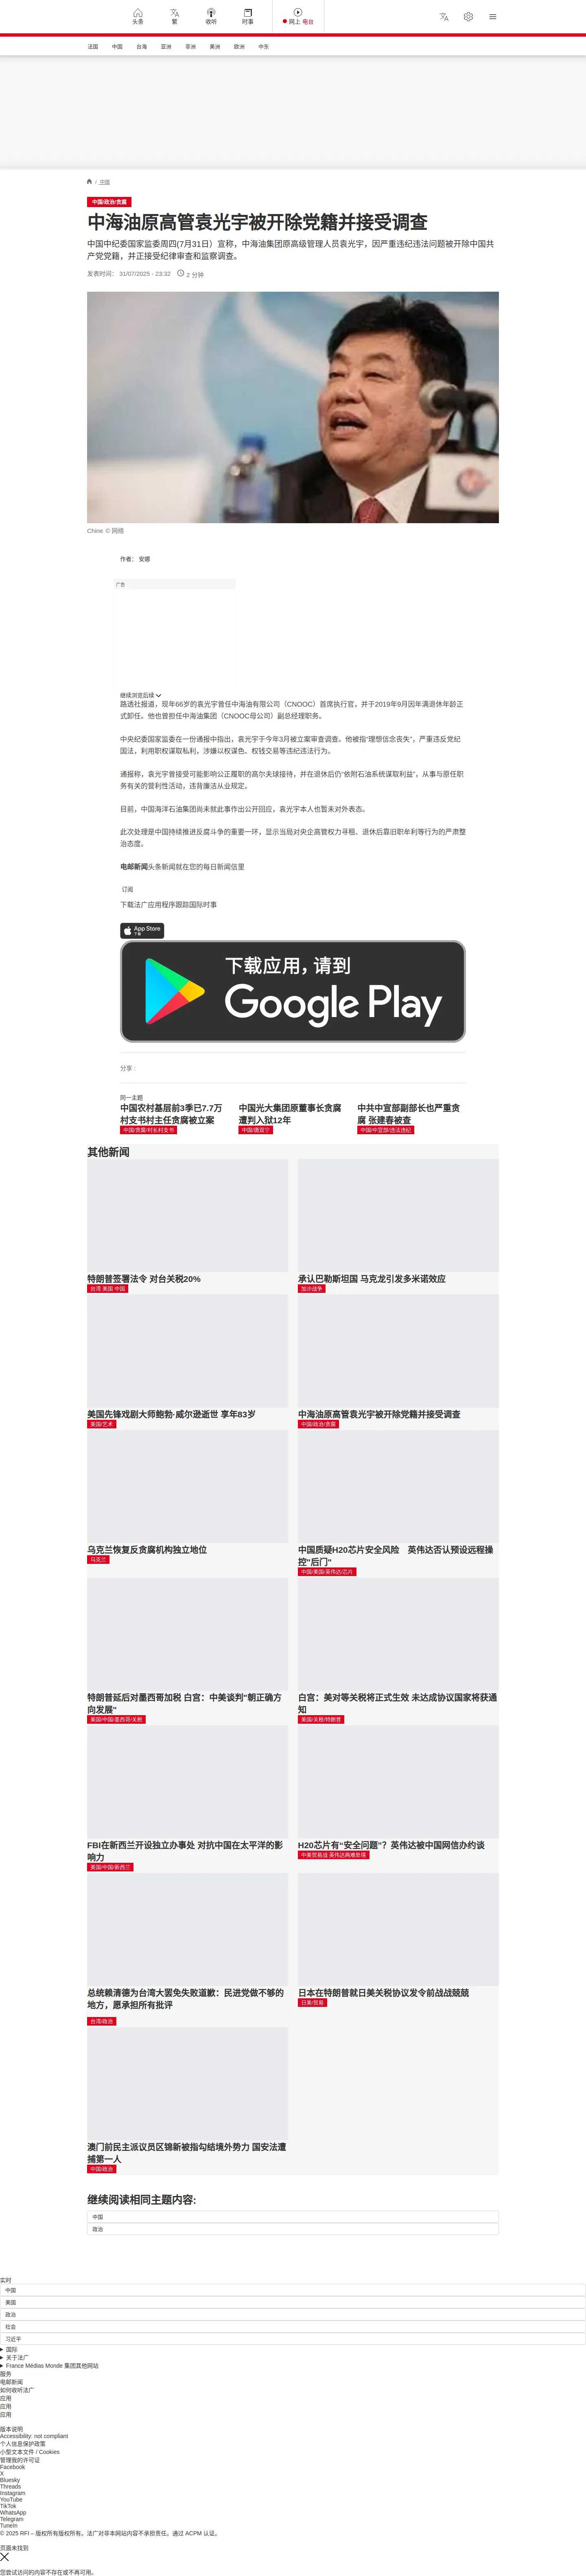 头条
繁
收听
时事
网上 电台
法国
中国
台海
亚洲
非洲
美洲
欧洲
中东
/ 中国
中国/政治/贪腐
中海油原高管袁光宇被开除党籍并接受调查
中国中纪委国家监委周四(7月31日）宣称，中海油集团原高级管理人员袁光宇，因严重违纪违法问题被开除中国共
产党党籍，并正接受纪律审查和监察调查。
发表时间： 31/07/2025 - 23:32
2 分钟
Chine © 网络
作者： 安娜
广告
继续浏览后续
路透社报道，现年66岁的袁光宇曾任中海油有限公司（CNOOC）首席执行官，并于2019年9月因年满退休年龄正
式卸任。他也曾担任中海油集团（CNOOC母公司）副总经理职务。
中央纪委国家监委在一份通报中指出，袁光宇于今年3月被立案审查调查。他被指“理想信念丧失”，严重违反党纪
国法，利用职权谋取私利，涉嫌以权谋色、权钱交易等违纪违法行为。
通报称，袁光宇曾接受可能影响公正履职的高尔夫球接待，并在退休后仍“依附石油系统谋取利益”，从事与原任职
务有关的营利性活动，违背廉洁从业规定。
目前，中国海洋石油集团尚未就此事作出公开回应，袁光宇本人也暂未对外表态。
此次处理是中国持续推进反腐斗争的重要一环，显示当局对央企高管权力寻租、退休后靠旧职牟利等行为的严肃整
治态度。
电邮新闻头条新闻就在您的每日新闻信里
订阅
下载法广应用程序跟踪国际时事
App Store
下载
下载应用，请到
Google Play
分享 :
同一主题
中国农村基层前3季已7.7万
村支书村主任贪腐被立案
中国/贪腐/村长村支书
中国光大集团原董事长贪腐
遭判入狱12年
中国/唐双宁
中共中宣部副部长也严重贪
腐 张建春被查
中国/中宣部/违法违纪
其他新闻
特朗普签署法令 对台关税20%
台湾 美国 中国
承认巴勒斯坦国 马克龙引发多米诺效应
加沙战争
美国先锋戏剧大师鲍勃·威尔逊逝世 享年83岁
美国/艺术
中海油原高管袁光宇被开除党籍并接受调查
中国/政治/贪腐
乌克兰恢复反贪腐机构独立地位
乌克兰
中国质疑H20芯片安全风险　英伟达否认预设远程操
控"后门"
中国/美国/英伟达/芯片
特朗普延后对墨西哥加税 白宫：中美谈判"朝正确方
向发展"
美国/中国/墨西哥/关税
白宫：美对等关税将正式生效 未达成协议国家将获通
知
美国/关税/特朗普
FBI在新西兰开设独立办事处 对抗中国在太平洋的影
响力
美国/中国/新西兰
H20芯片有“安全问题”？英伟达被中国网信办约谈
中美贸易战 英伟达两难处境
总统赖清德为台湾大罢免失败道歉：民进党做不够的
地方，愿承担所有批评
台湾/政治
日本在特朗普就日美关税协议发令前战战兢兢
日美/贸易
澳门前民主派议员区锦新被指勾结境外势力 国安法遭
捕第一人
中国/政治
继续阅读相同主题内容:
中国
政治
实时
中国
美国
政治
社会
习近平
国际
关于法广
France Médias Monde 集团其他网站
服务
电邮新闻
如何收听法广
应用
应用
应用
版本说明
Accessibility: not compliant
个人信息保护政策
小型文本文件 / Cookies
管理我的许可证
Facebook
X
Bluesky
Threads
Instagram
YouTube
TikTok
WhatsApp
Telegram
TuneIn
© 2025 RFI – 版权所有版权所有。法广对非本网站内容不承担责任。通过 ACPM 认证。
页面未找到
您尝试访问的内容不存在或不再可用。